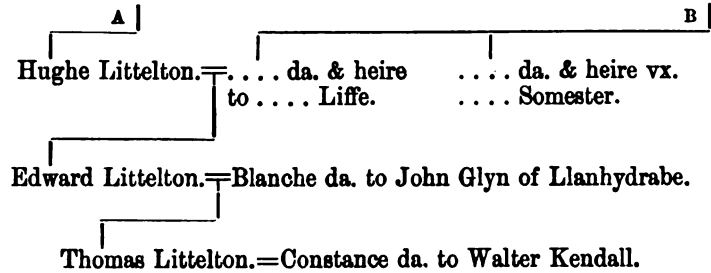 A B
Hughe Littelton.=.... da. & heire .... da. & heire vx.
to .... Liffe. .... Somester.
Edward Littelton.=Blanche da. to John Glyn of Llanhydrabe.
Thomas Littelton.=Constance da. to Walter Kendall.